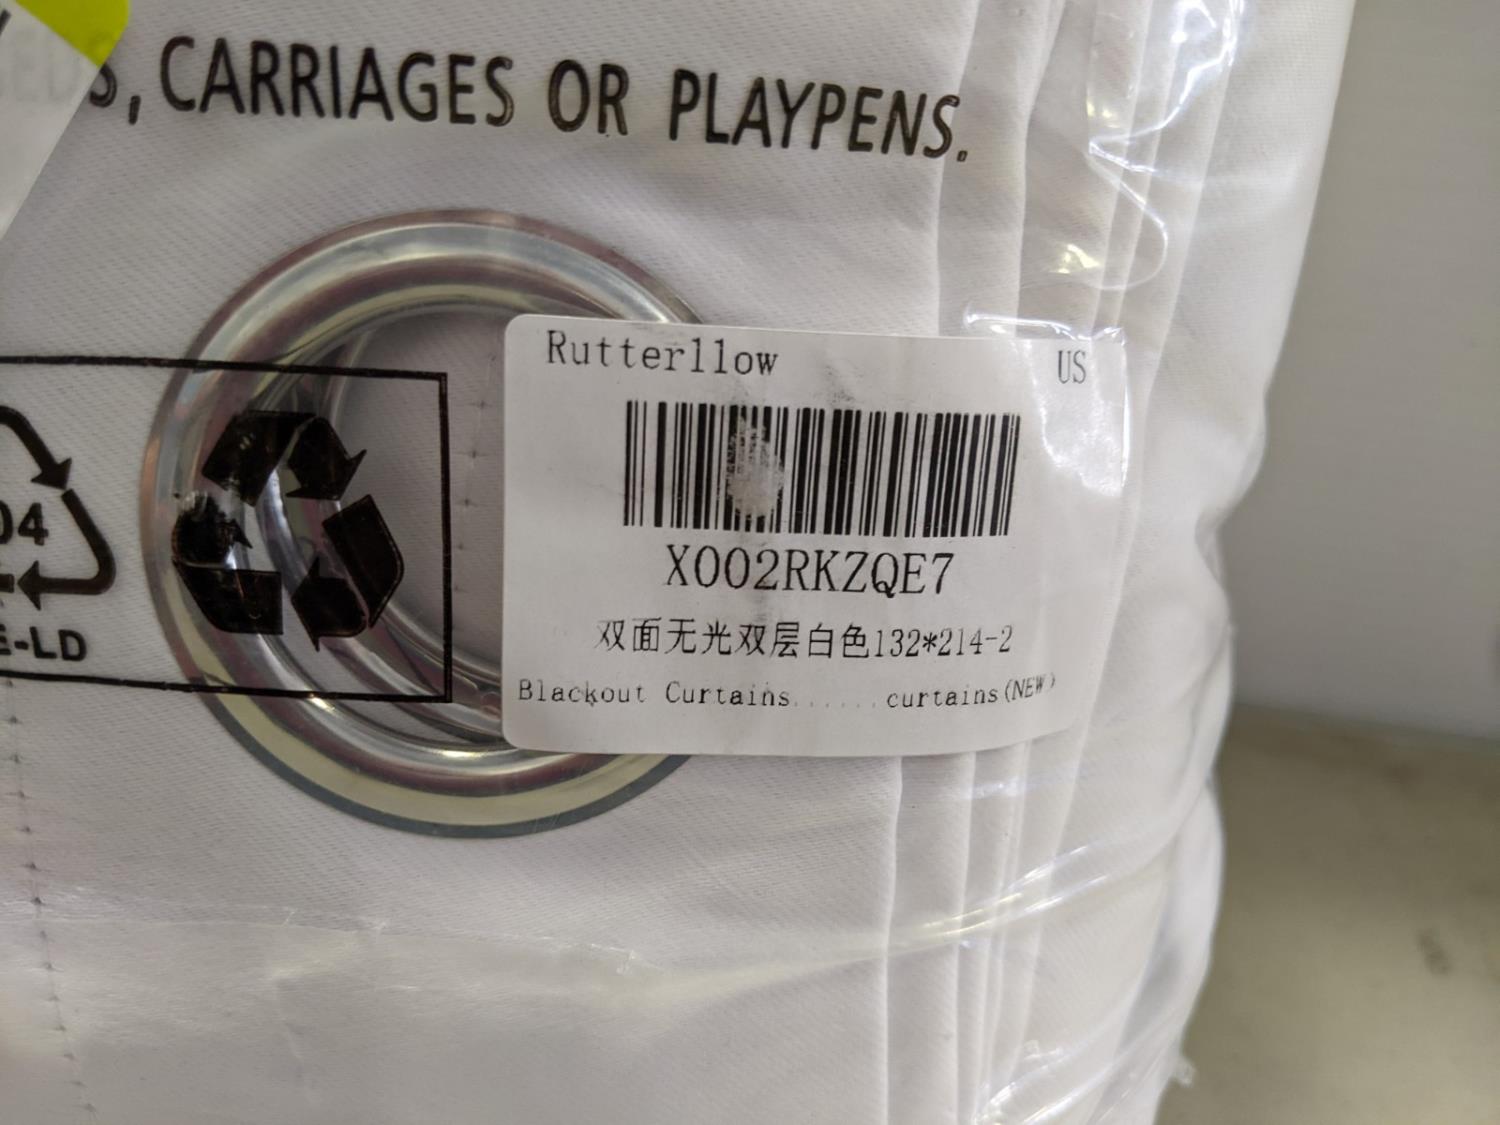 CARRIAGES OR PLAYPENS.
Rutterllow US
X002RKZQE7
双面无光双层白色132*214-2
Blackout Curtains......curtains(NEW)
04
E-LD